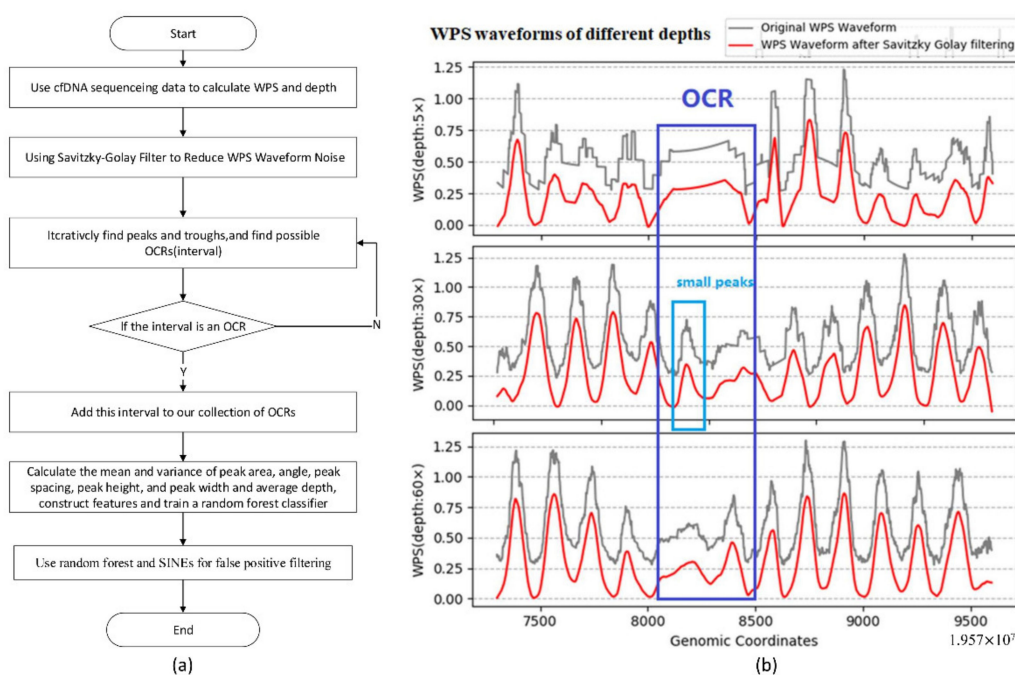 Start
Use cfDNA sequenceing data to calculate WPS and depth
Using Savitzky-Golay Filter to Reduce WPS Waveform Noise
Itcrativcly find peaks and troughs,and find possible
OCRs(interval)
If the interval is an OCR
N
Y
Add this interval to our collection of OCRs
Calculate the mean and variance of peak area, angle, peak
spacing, peak height, and peak width and average depth,
construct features and train a random forest classifier
Use random forest and SINEs for false positive filtering
End
(a)
WPS waveforms of different depths
Original WPS Waveform
WPS Waveform after Savitzky Golay filtering
OCR
WPS(depth:5×)
1.25
1.00
0.75
0.50
0.25
0.00
small peaks
WPS(depth:30×)
1.25
1.00
0.75
0.50
0.25
0.00
WPS(depth:60×)
1.25
1.00
0.75
0.50
0.25
0.00
7500 8000 8500 9000 9500
Genomic Coordinates
1.957×10⁷
(b)